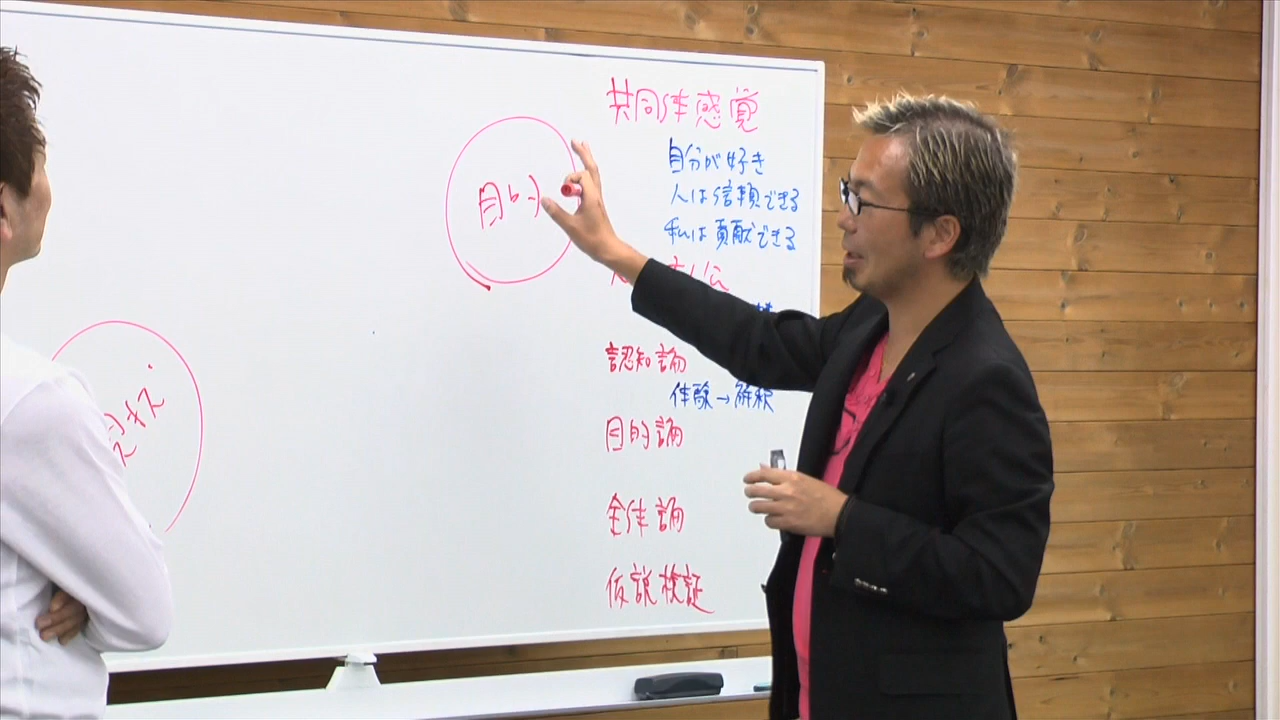 目的
現状
共同体感覚
自分が好き
人は信頼できる
私は貢献できる
認知論
体験→解釈
目的論
全体論
仮説検証